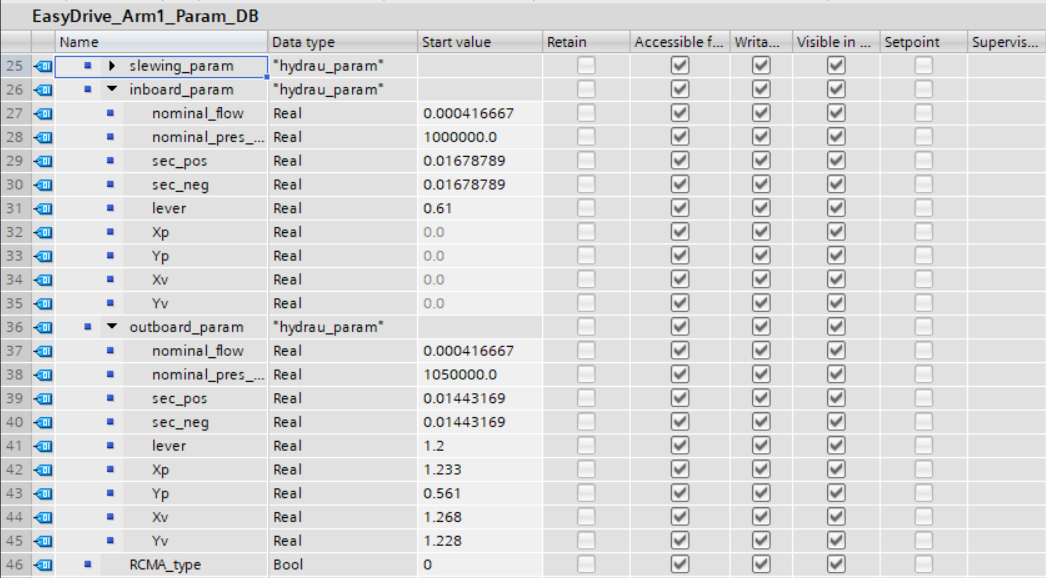 EasyDrive_Arm1_Param_DB
Name Data type Start value Retain Accessible f... Writa... Visible in ... Setpoint Supervis...
25 slewing_param "hydrau_param"
26 inboard_param "hydrau_param"
27 nominal_flow Real 0.000416667
28 nominal_pres_... Real 1000000.0
29 sec_pos Real 0.01678789
30 sec_neg Real 0.01678789
31 lever Real 0.61
32 Xp Real 0.0
33 Yp Real 0.0
34 Xv Real 0.0
35 Yv Real 0.0
36 outboard_param "hydrau_param"
37 nominal_flow Real 0.000416667
38 nominal_pres_... Real 1050000.0
39 sec_pos Real 0.01443169
40 sec_neg Real 0.01443169
41 lever Real 1.2
42 Xp Real 1.233
43 Yp Real 0.561
44 Xv Real 1.268
45 Yv Real 1.228
46 RCMA_type Bool 0